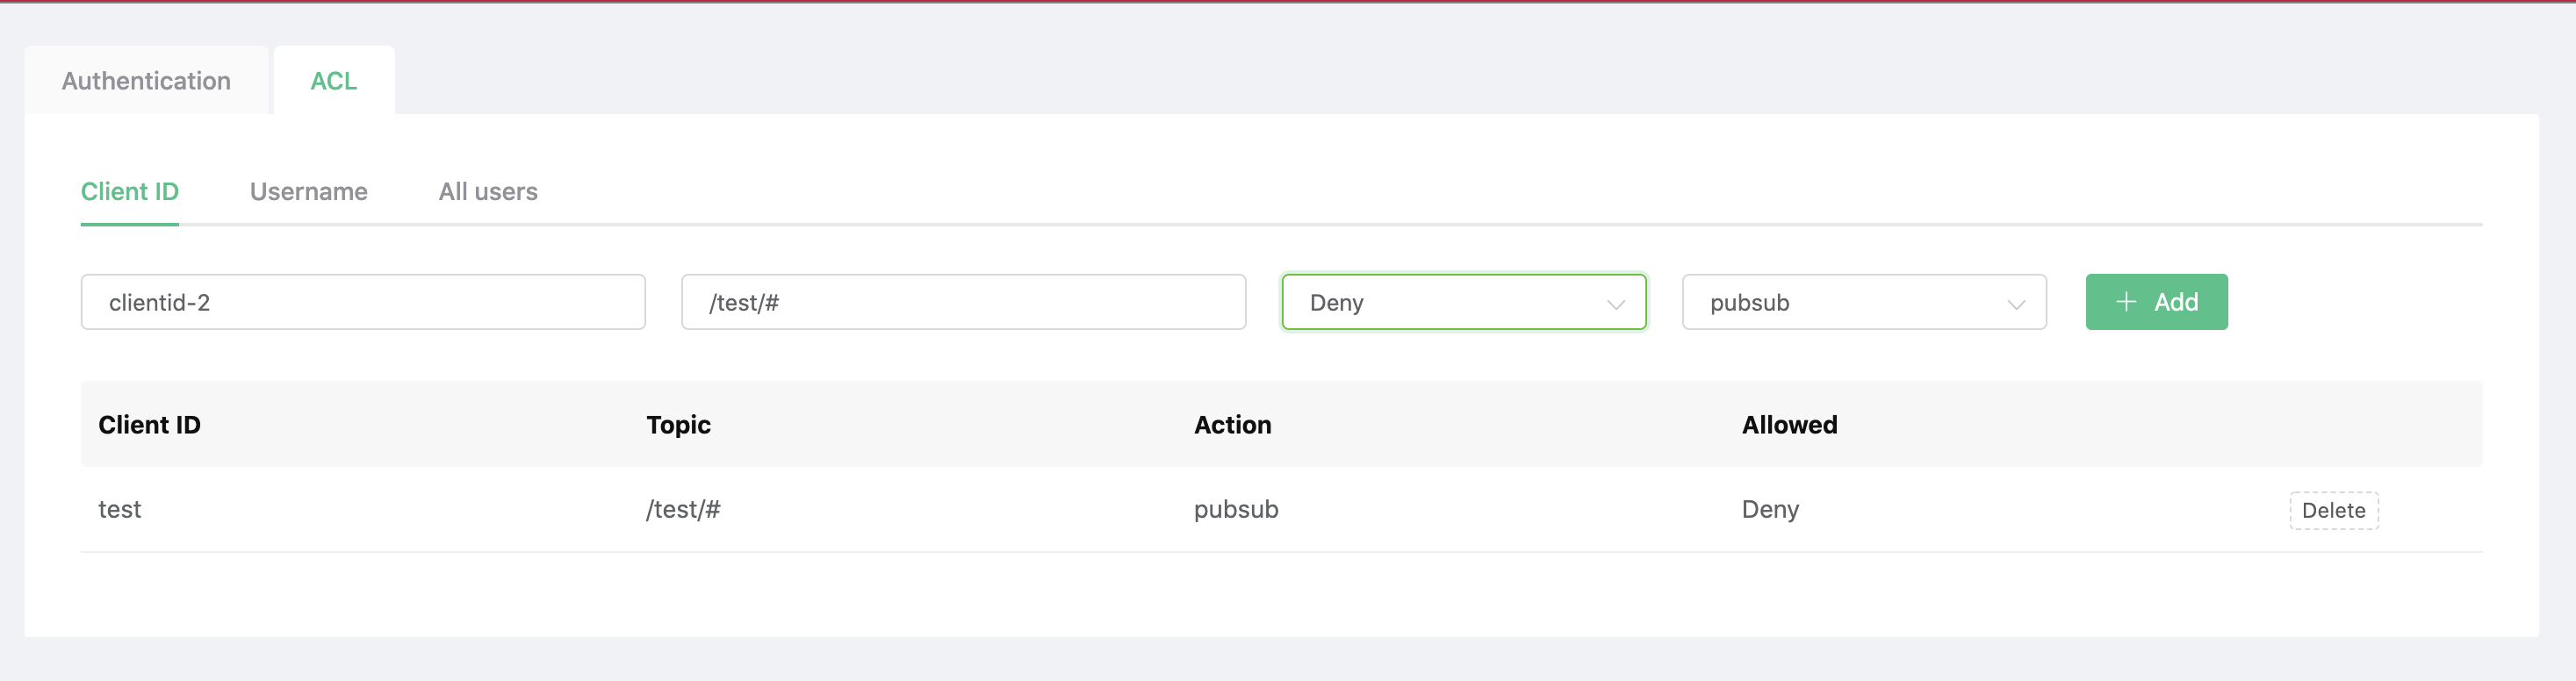 Authentication ACL
Client ID Username All users
clientid-2 /test/# Deny pubsub + Add
Client ID Topic Action Allowed
test /test/# pubsub Deny Delete